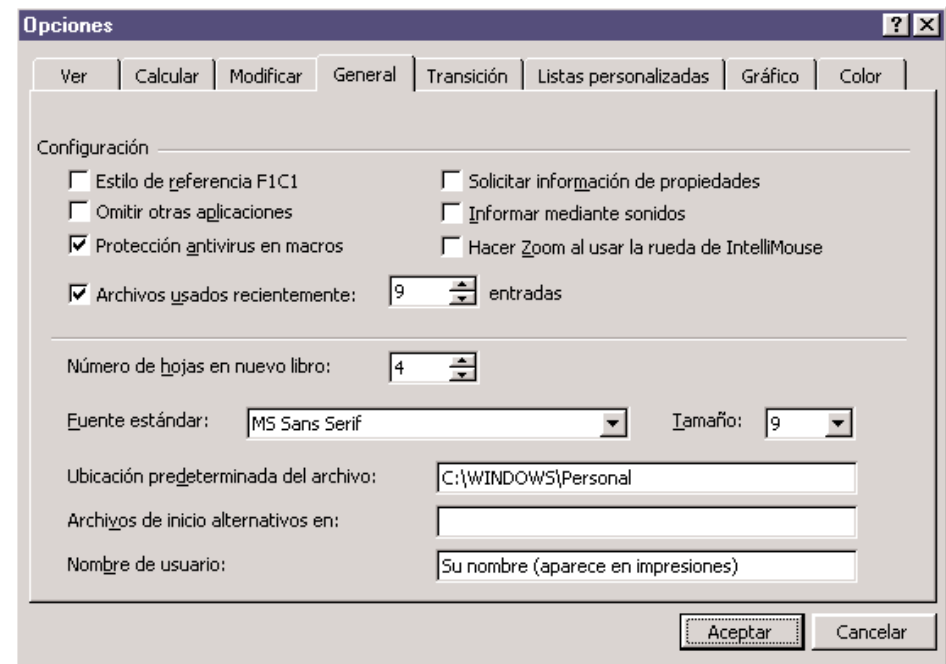 Opciones
Ver Calcular Modificar General Transición Listas personalizadas Gráfico Color
Configuración
Estilo de referencia F1C1 Solicitar información de propiedades
Omitir otras aplicaciones Informar mediante sonidos
Protección antivirus en macros Hacer Zoom al usar la rueda de IntelliMouse
Archivos usados recientemente: 9 entradas
Número de hojas en nuevo libro: 4
Fuente estándar: MS Sans Serif Tamaño: 9
Ubicación predeterminada del archivo: C:\WINDOWS\Personal
Archivos de inicio alternativos en:
Nombre de usuario: Su nombre (aparece en impresiones)
Aceptar Cancelar